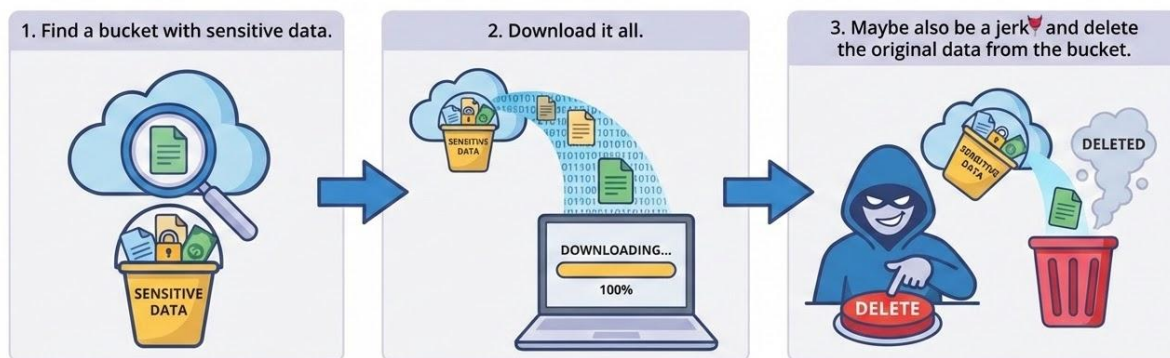 1. Find a bucket with sensitive data.
SENSITIVE
DATA
2. Download it all.
SENSITIVE
DATA
DOWNLOADING...
100%
3. Maybe also be a jerk and delete
the original data from the bucket.
SENSITIVE
DATA
DELETED
DELETE